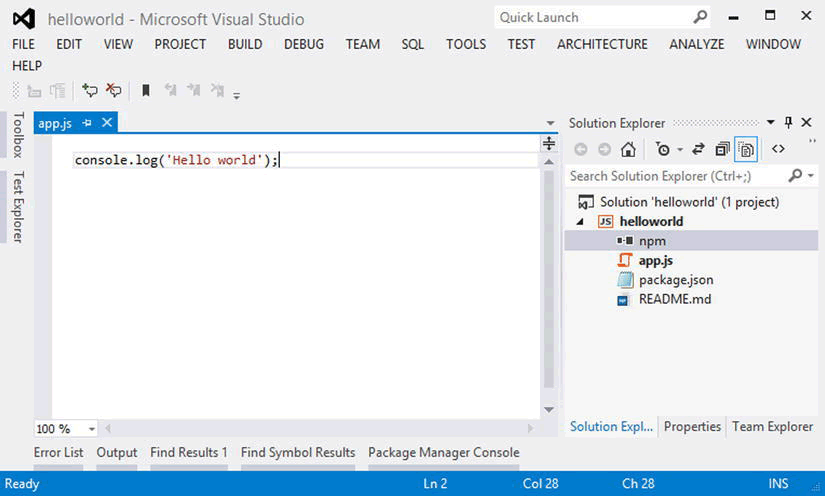 helloworld - Microsoft Visual Studio
Quick Launch
FILE EDIT VIEW PROJECT BUILD DEBUG TEAM SQL TOOLS TEST ARCHITECTURE ANALYZE WINDOW
HELP
Toolbox
Test Explorer
app.js
console.log('Hello world');
100 %
Solution Explorer
Search Solution Explorer (Ctrl+;)
Solution 'helloworld' (1 project)
JS helloworld
npm
app.js
package.json
README.md
Solution Expl... Properties Team Explorer
Error List Output Find Results 1 Find Symbol Results Package Manager Console
Ready Ln 2 Col 28 Ch 28 INS